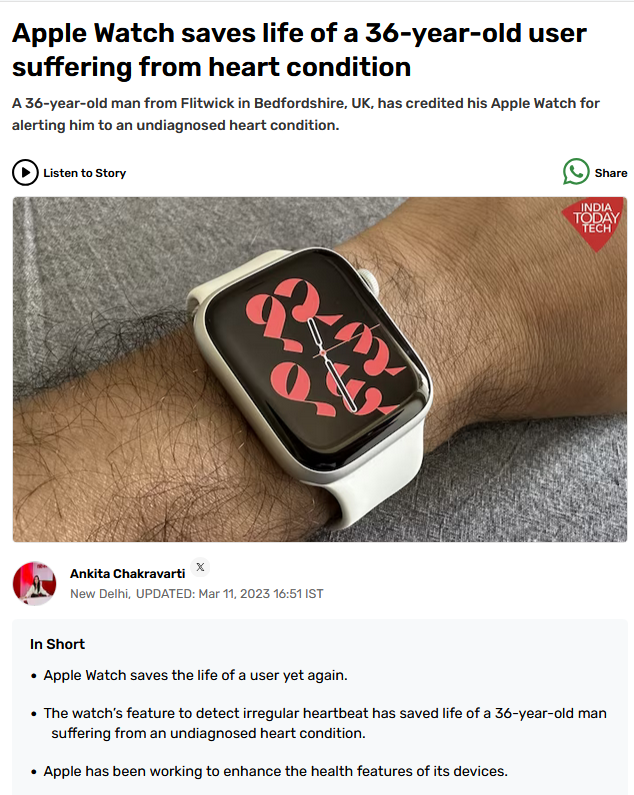 Apple Watch saves life of a 36-year-old user
suffering from heart condition
A 36-year-old man from Flitwick in Bedfordshire, UK, has credited his Apple Watch for
alerting him to an undiagnosed heart condition.
Listen to Story
Share
INDIA
TODAY
TECH
Ankita Chakravarti
New Delhi, UPDATED: Mar 11, 2023 16:51 IST
In Short
• Apple Watch saves the life of a user yet again.
• The watch's feature to detect irregular heartbeat has saved life of a 36-year-old man
suffering from an undiagnosed heart condition.
• Apple has been working to enhance the health features of its devices.